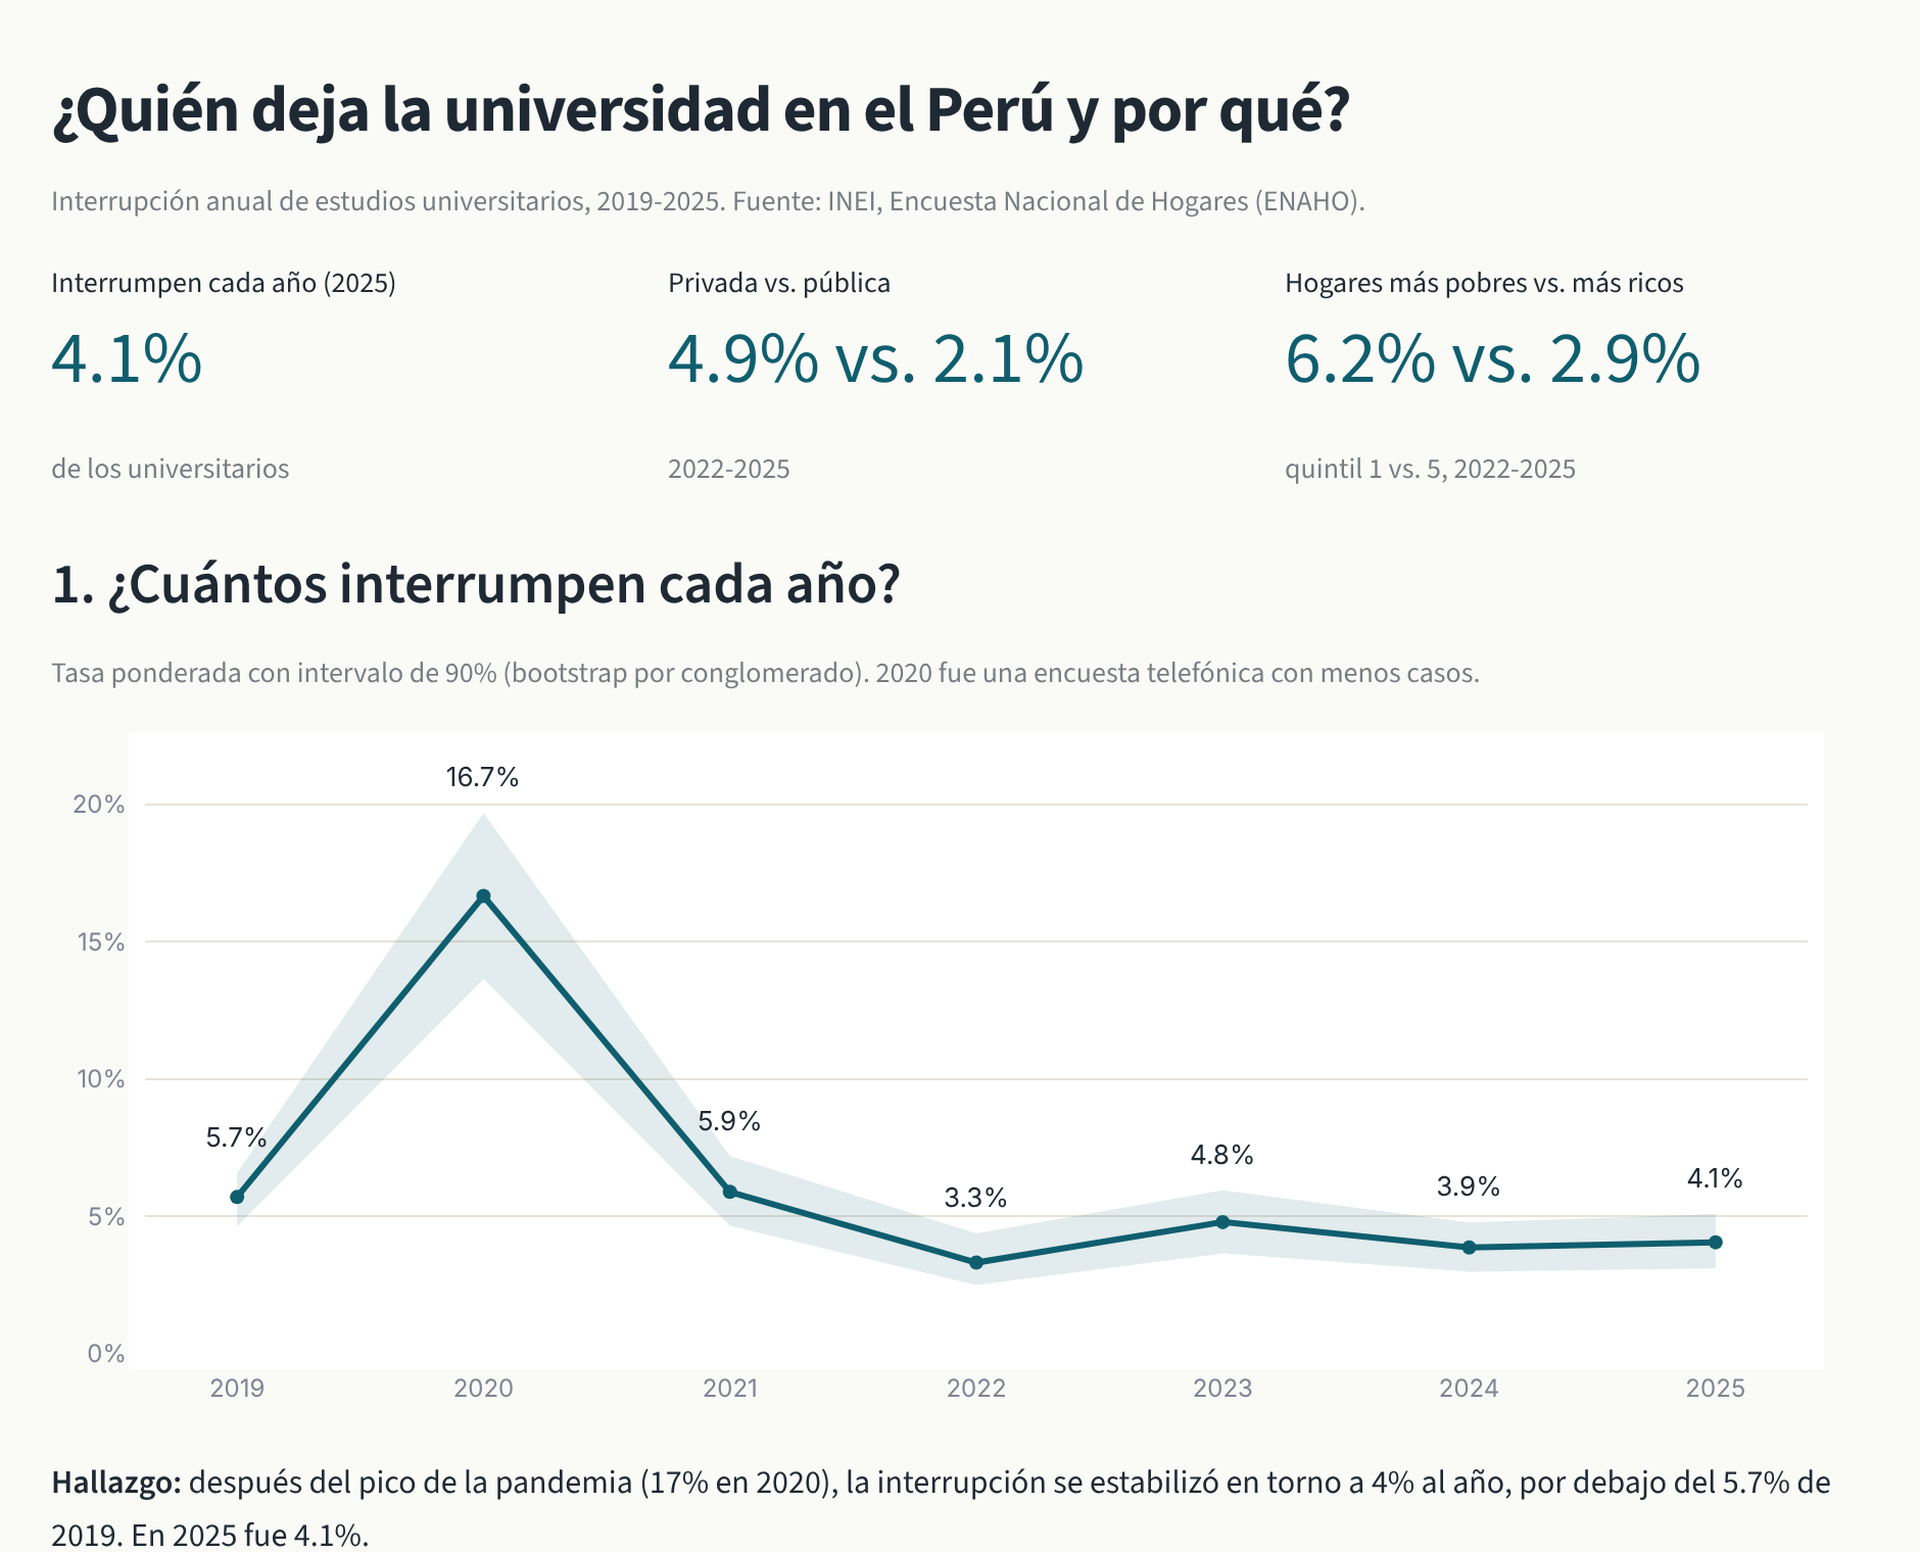 ¿Quién deja la universidad en el Perú y por qué?
Interrupción anual de estudios universitarios, 2019-2025. Fuente: INEI, Encuesta Nacional de Hogares (ENAHO).
Interrumpen cada año (2025)
4.1%
de los universitarios
Privada vs. pública
4.9% vs. 2.1%
2022-2025
Hogares más pobres vs. más ricos
6.2% vs. 2.9%
quintil 1 vs. 5, 2022-2025
1. ¿Cuántos interrumpen cada año?
Tasa ponderada con intervalo de 90% (bootstrap por conglomerado). 2020 fue una encuesta telefónica con menos casos.
20%
15%
10%
5%
0%
5.7%
16.7%
5.9%
3.3%
4.8%
3.9%
4.1%
2019
2020
2021
2022
2023
2024
2025
Hallazgo: después del pico de la pandemia (17% en 2020), la interrupción se estabilizó en torno a 4% al año, por debajo del 5.7% de
2019. En 2025 fue 4.1%.